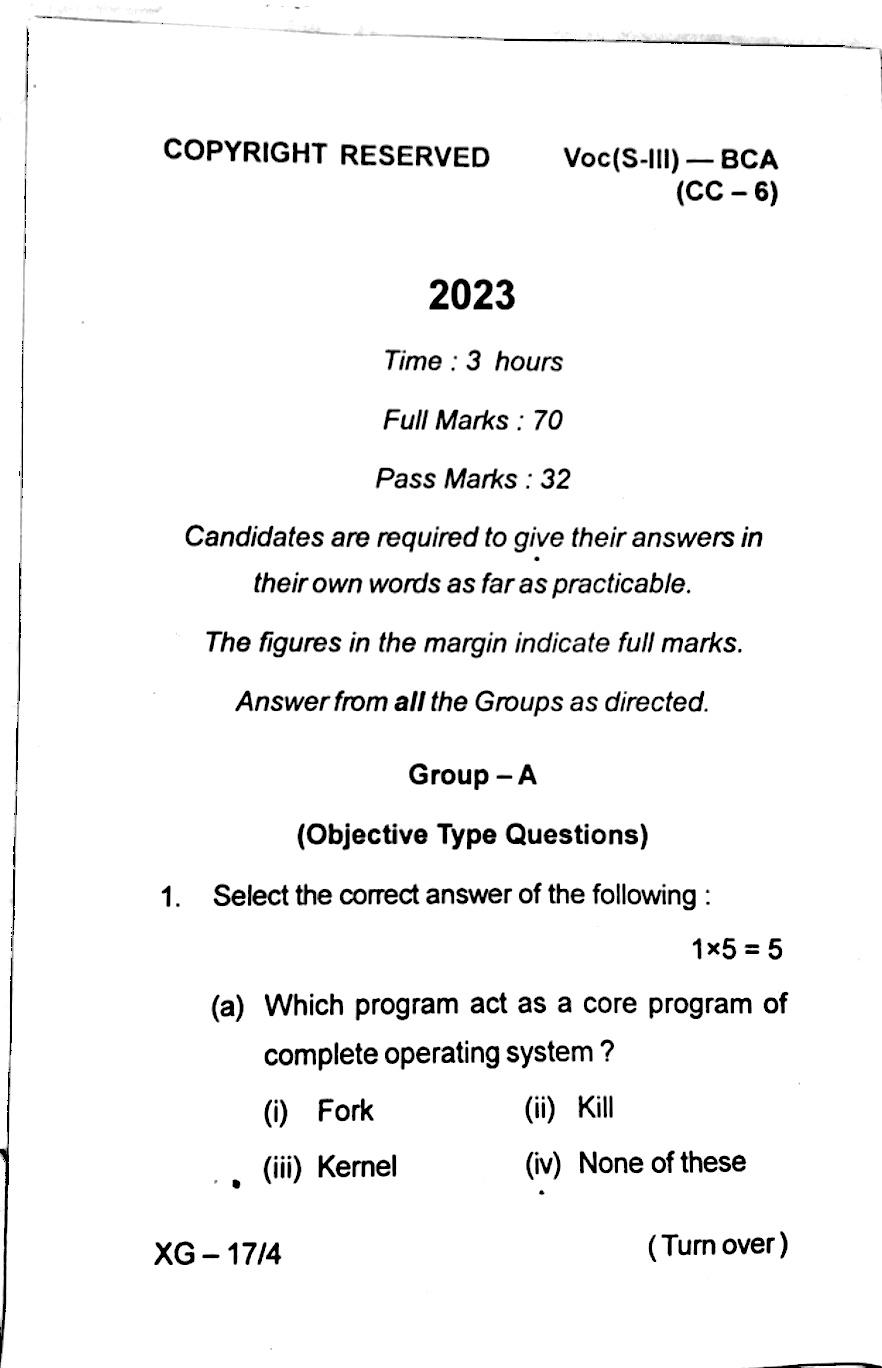 COPYRIGHT RESERVED Voc(S-III) — BCA
(CC – 6)
2023
Time : 3 hours
Full Marks : 70
Pass Marks : 32
Candidates are required to give their answers in
their own words as far as practicable.
The figures in the margin indicate full marks.
Answer from all the Groups as directed.
Group – A
(Objective Type Questions)
1. Select the correct answer of the following :
1×5 = 5
(a) Which program act as a core program of
complete operating system ?
(i) Fork (ii) Kill
(iii) Kernel (iv) None of these
XG – 17/4 ( Turn over )